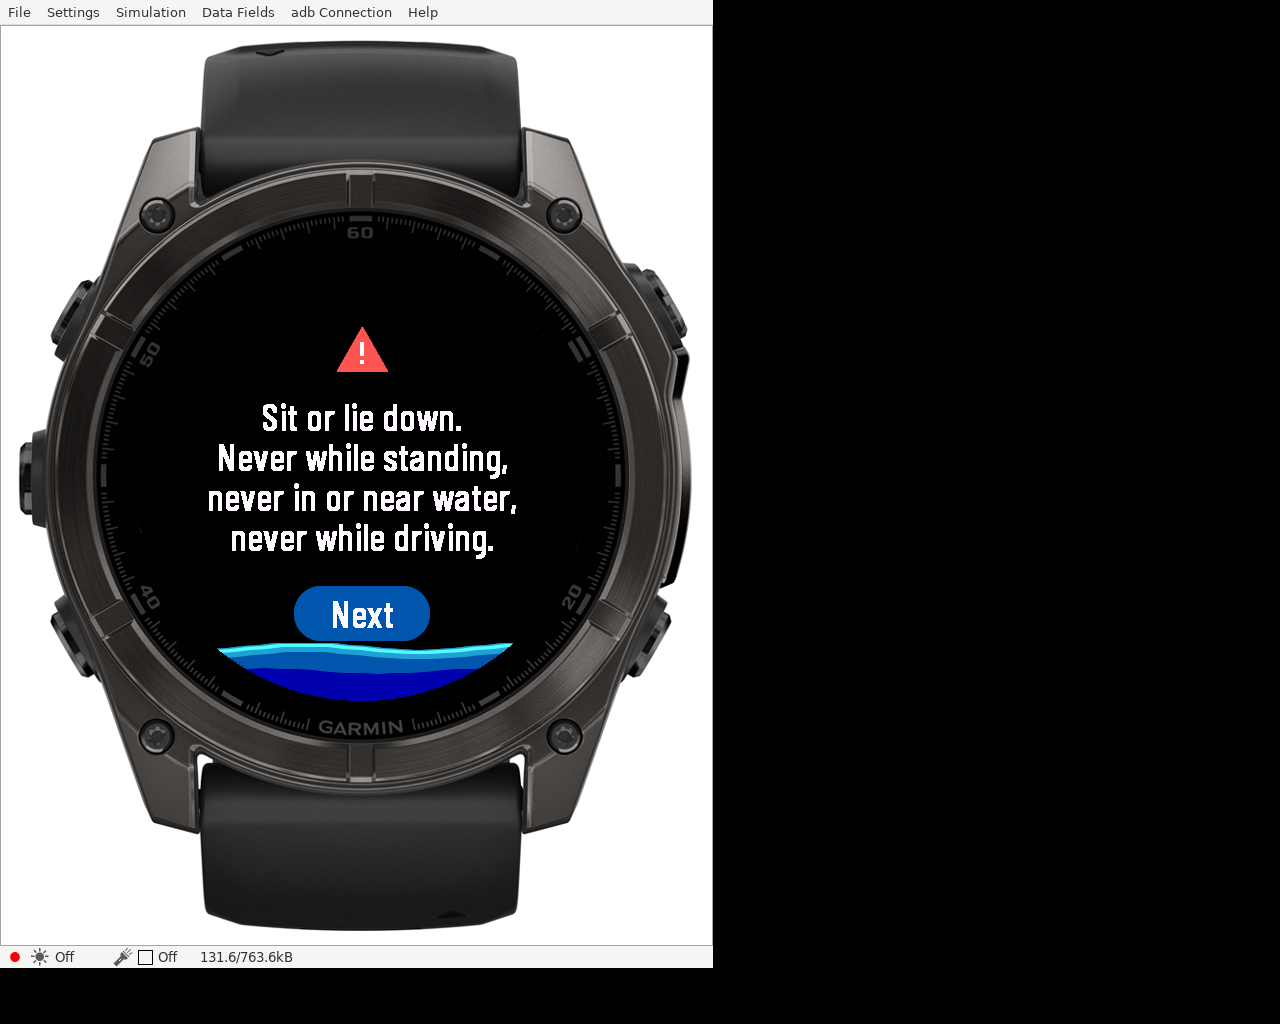 File Settings Simulation Data Fields adb Connection Help
60
50
!
Sit or lie down.
Never while standing,
never in or near water,
never while driving.
40
20
Next
GARMIN
Off Off 131.6/763.6kB